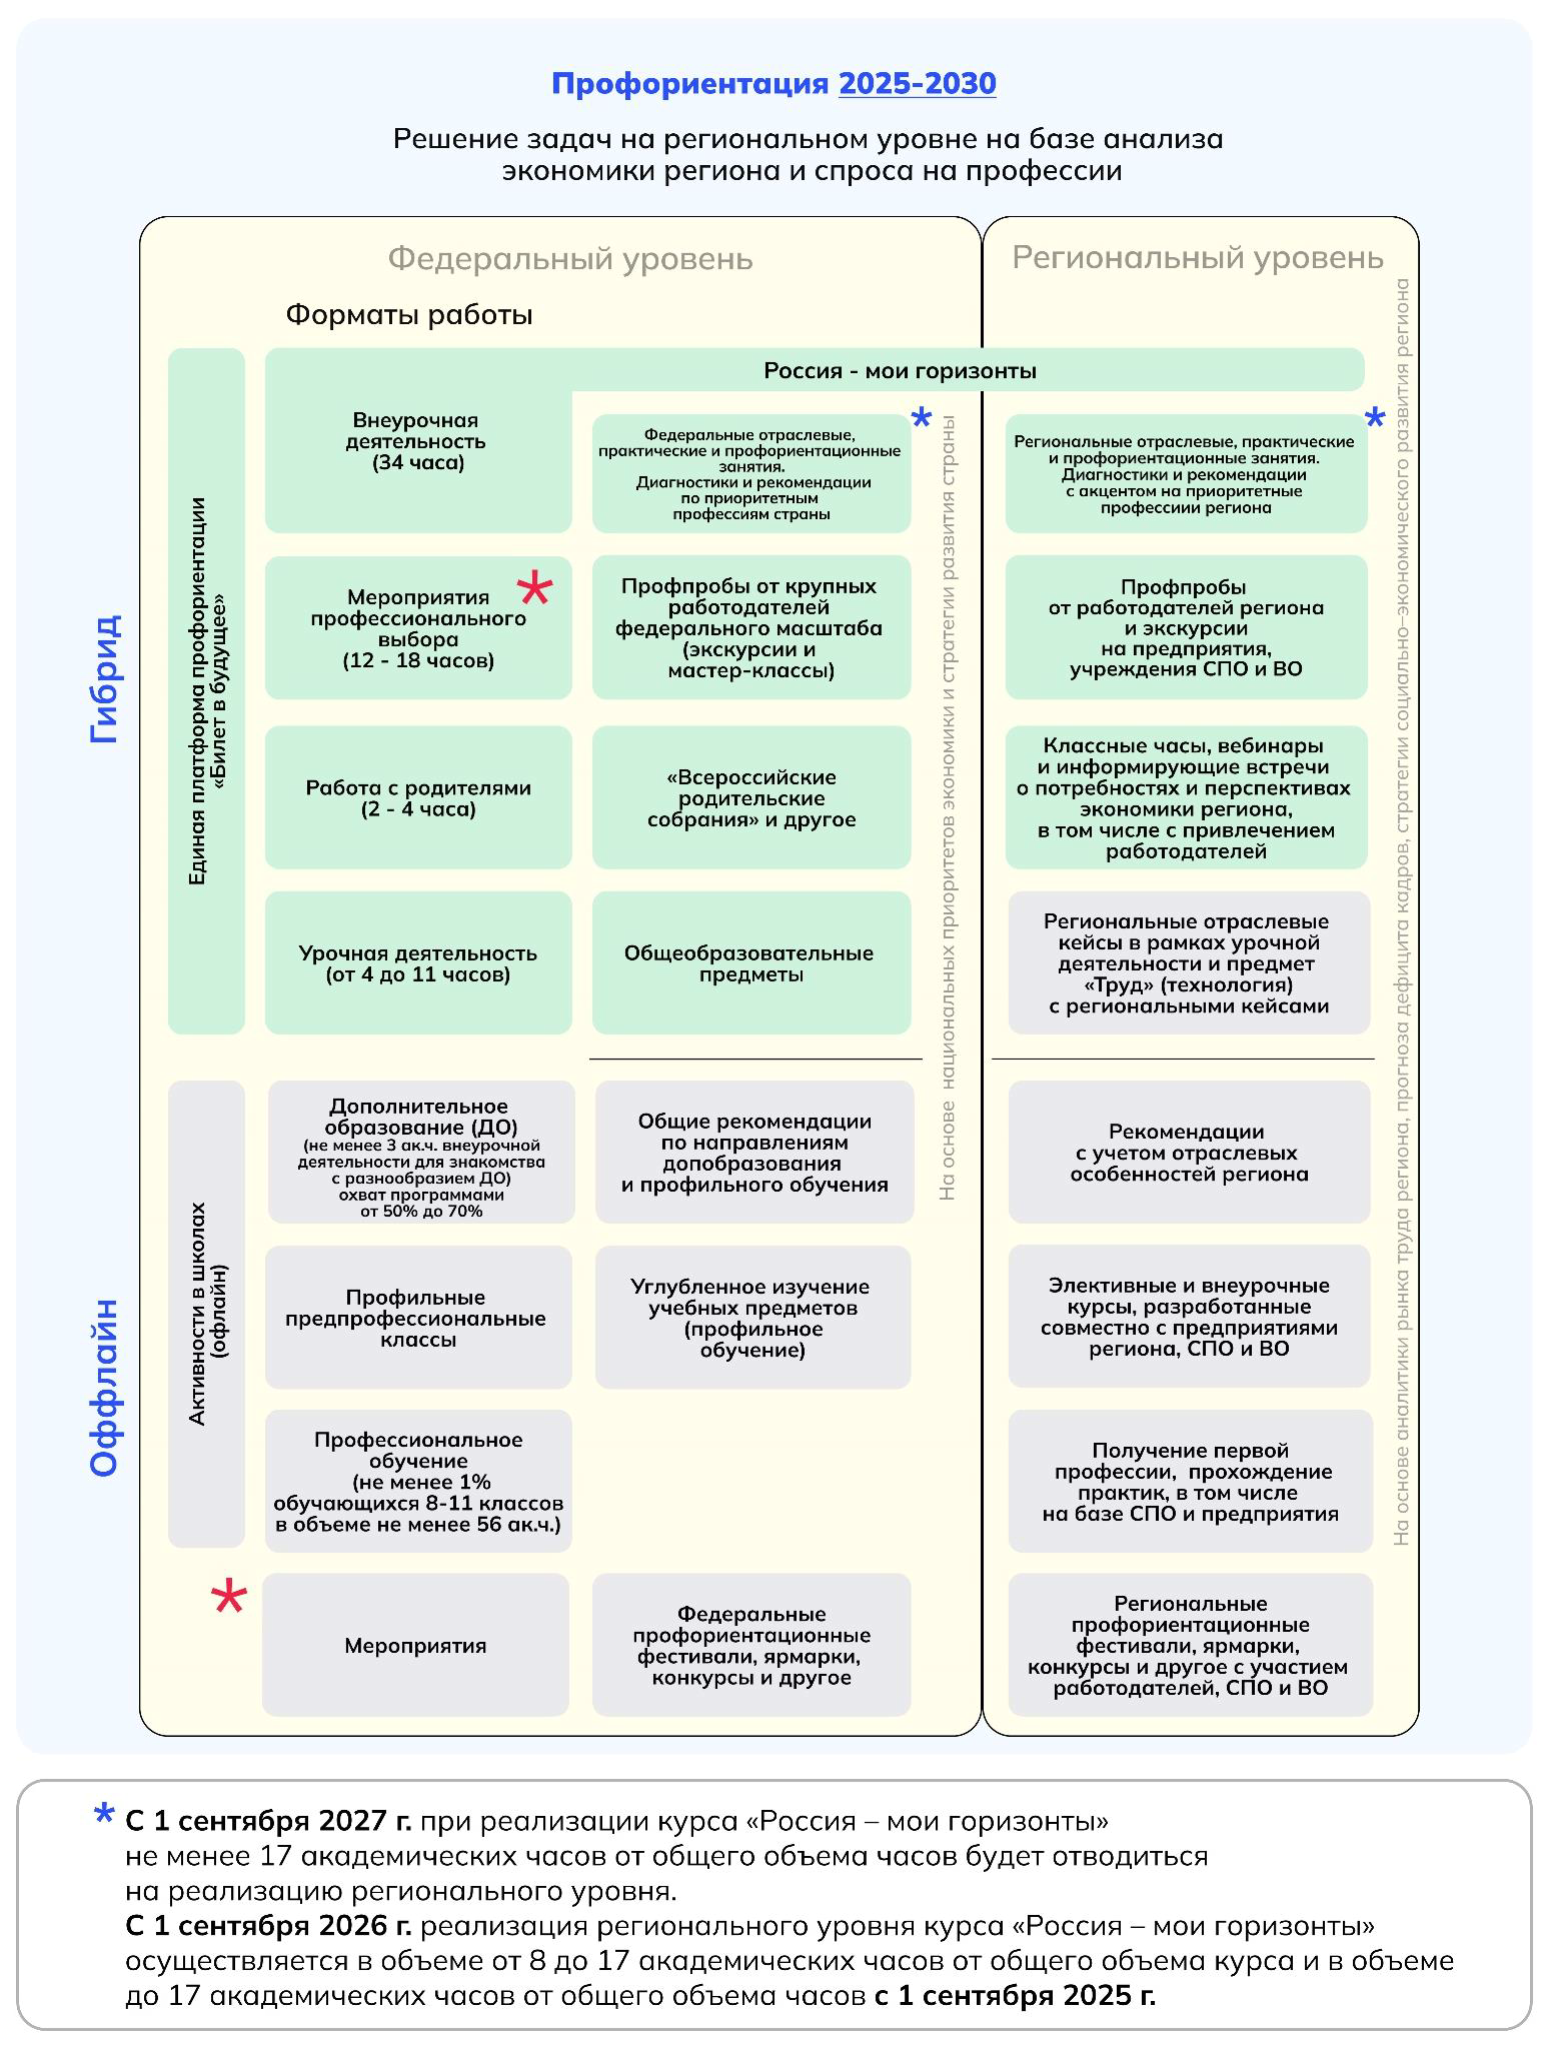 Профориентация 2025-2030
Решение задач на региональном уровне на базе анализа
экономики региона и спроса на профессии
Федеральный уровень
Региональный уровень
Форматы работы
Гибрид
Единая платформа профориентации
«Билет в будущее»
Россия - мои горизонты
Внеурочная
деятельность
(34 часа)
Федеральные отраслевые,
практические и профориентационные
занятия.
Диагностики и рекомендации
по приоритетным
профессиям страны
*
Региональные отраслевые, практические
и профориентационные занятия.
Диагностики и рекомендации
с акцентом на приоритетные
профессиии региона
*
Мероприятия
профессионального
выбора
(12 - 18 часов)
*
Профпробы от крупных
работодателей
федерального масштаба
(экскурсии и
мастер-классы)
Профпробы
от работодателей региона
и экскурсии
на предприятия,
учреждения СПО и ВО
Работа с родителями
(2 - 4 часа)
«Всероссийские
родительские
собрания» и другое
Классные часы, вебинары
и информирующие встречи
о потребностях и перспективах
экономики региона,
в том числе с привлечением
работодателей
Урочная деятельность
(от 4 до 11 часов)
Общеобразовательные
предметы
Региональные отраслевые
кейсы в рамках урочной
деятельности и предмет
«Труд» (технология)
с региональными кейсами
На основе национальных приоритетов экономики и стратегии развития страны
На основе аналитики рынка труда региона, прогноза дефицита кадров, стратегии социально–экономического развития региона
Оффлайн
Активности в школах
(офлайн)
Дополнительное
образование (ДО)
(не менее 3 ак.ч. внеурочной
деятельности для знакомства
с разнообразием ДО)
охват программами
от 50% до 70%
Общие рекомендации
по направлениям
допобразования
и профильного обучения
Рекомендации
с учетом отраслевых
особенностей региона
Профильные
предпрофессиональные
классы
Углубленное изучение
учебных предметов
(профильное
обучение)
Элективные и внеурочные
курсы, разработанные
совместно с предприятиями
региона, СПО и ВО
Профессиональное
обучение
(не менее 1%
обучающихся 8-11 классов
в объеме не менее 56 ак.ч.)
Получение первой
профессии, прохождение
практик, в том числе
на базе СПО и предприятия
*
Мероприятия
Федеральные
профориентационные
фестивали, ярмарки,
конкурсы и другое
Региональные
профориентационные
фестивали, ярмарки,
конкурсы и другое с участием
работодателей, СПО и ВО
* С 1 сентября 2027 г. при реализации курса «Россия – мои горизонты»
не менее 17 академических часов от общего объема часов будет отводиться
на реализацию регионального уровня.
С 1 сентября 2026 г. реализация регионального уровня курса «Россия – мои горизонты»
осуществляется в объеме от 8 до 17 академических часов от общего объема курса и в объеме
до 17 академических часов от общего объема часов с 1 сентября 2025 г.